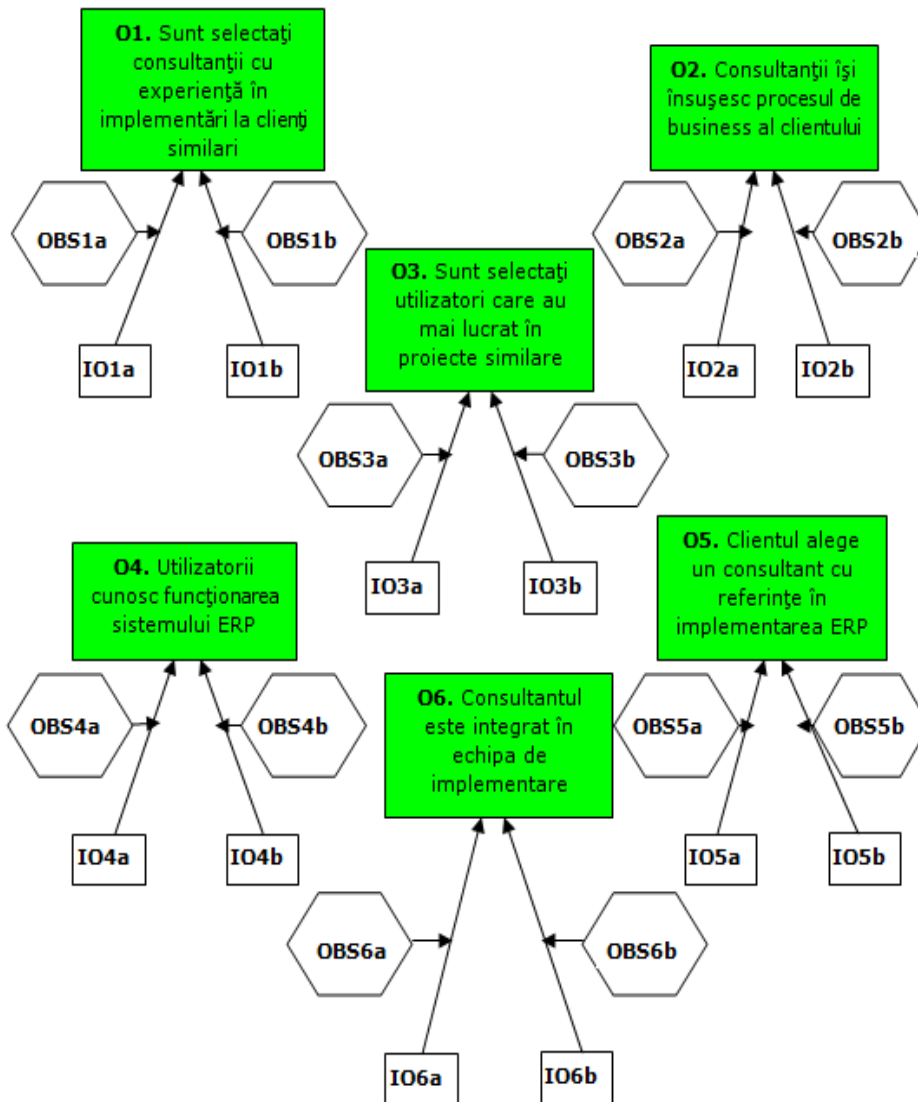 O1. Sunt selectaţi
consultanţii cu
experienţă în
implementări la clienţi
similari
O2. Consultanţii îşi
însuşesc procesul de
business al clientului
OBS1a
OBS1b
OBS2a
OBS2b
IO1a
IO1b
O3. Sunt selectaţi
utilizatori care au
mai lucrat în
proiecte similare
IO2a
IO2b
OBS3a
OBS3b
IO3a
IO3b
O4. Utilizatorii
cunosc funcţionarea
sistemului ERP
O5. Clientul alege
un consultant cu
referinţe în
implementarea ERP
OBS4a
OBS4b
O6. Consultantul
este integrat în
echipa de
implementare
OBS5a
OBS5b
IO4a
IO4b
IO5a
IO5b
OBS6a
OBS6b
IO6a
IO6b